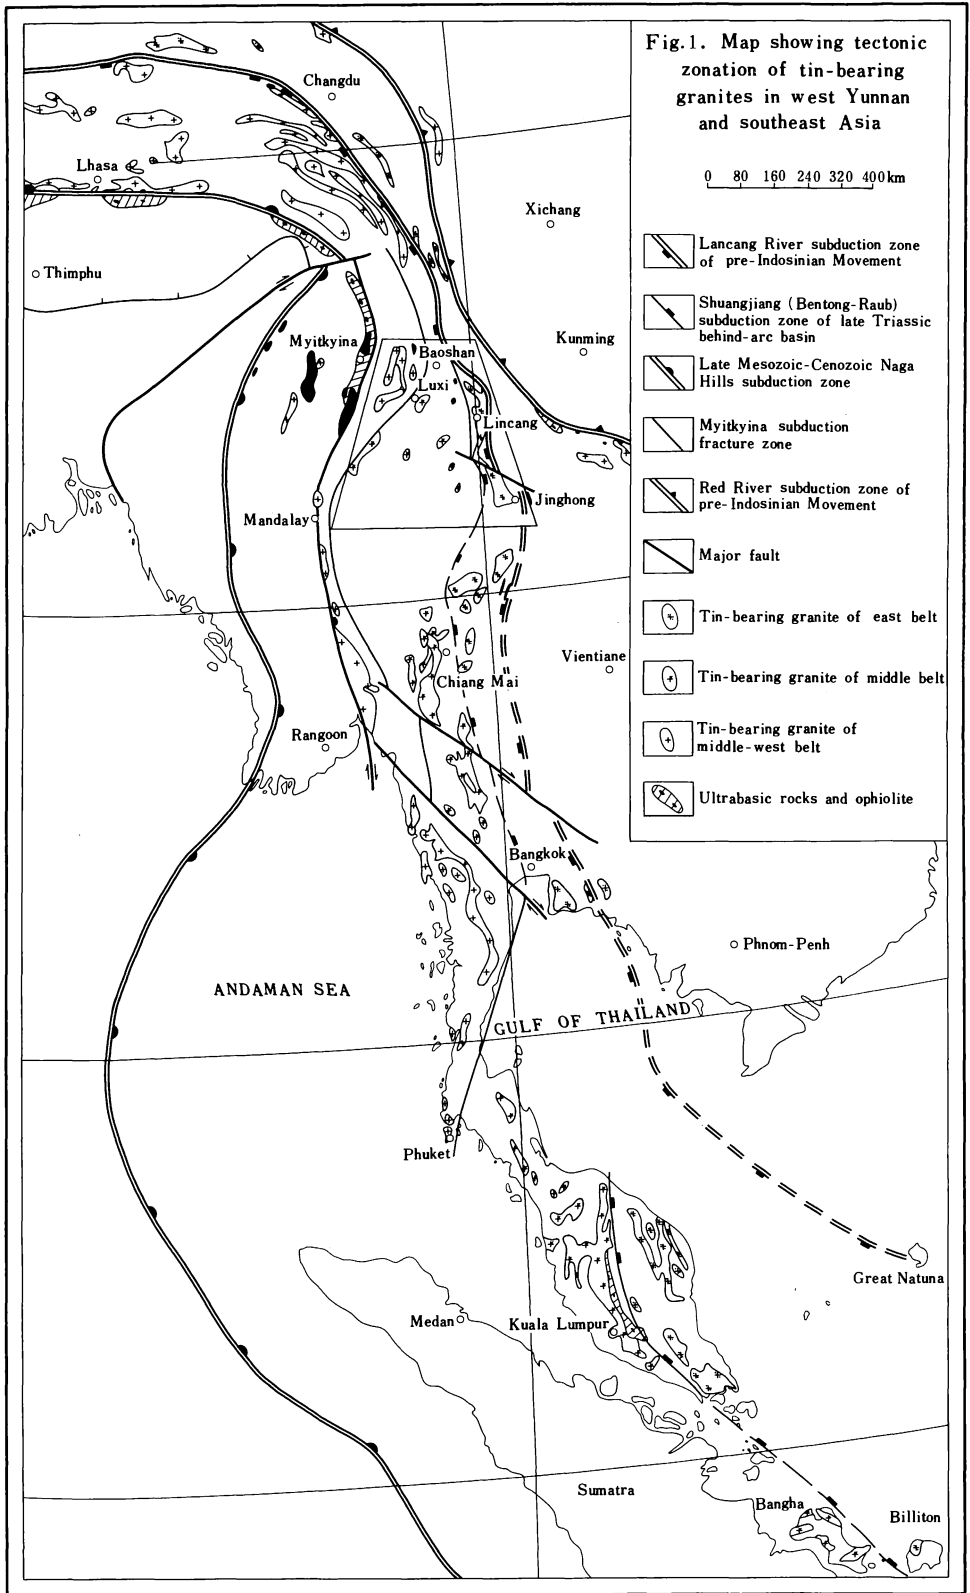 Fig.1. Map showing tectonic
zonation of tin-bearing
granites in west Yunnan
and southeast Asia
0 80 160 240 320 400km
Lancang River subduction zone
of pre-Indosinian Movement
Shuangjiang (Bentong-Raub)
subduction zone of late Triassic
behind-arc basin
Late Mesozoic-Cenozoic Naga
Hills subduction zone
Myitkyina subduction
fracture zone
Red River subduction zone of
pre-Indosinian Movement
Major fault
Tin-bearing granite of east belt
Tin-bearing granite of middle belt
Tin-bearing granite of
middle-west belt
Ultrabasic rocks and ophiolite
Changdu
Lhasa
Xichang
Thimphu
Myitkyina
Kunming
Baoshan
Luxi
Lincang
Jinghong
Mandalay
Vientiane
Chiang Mai
Rangoon
Bangkok
Phnom-Penh
ANDAMAN SEA
GULF OF THAILAND
Phuket
Great Natuna
Medan
Kuala Lumpur
Sumatra
Bangha
Billiton